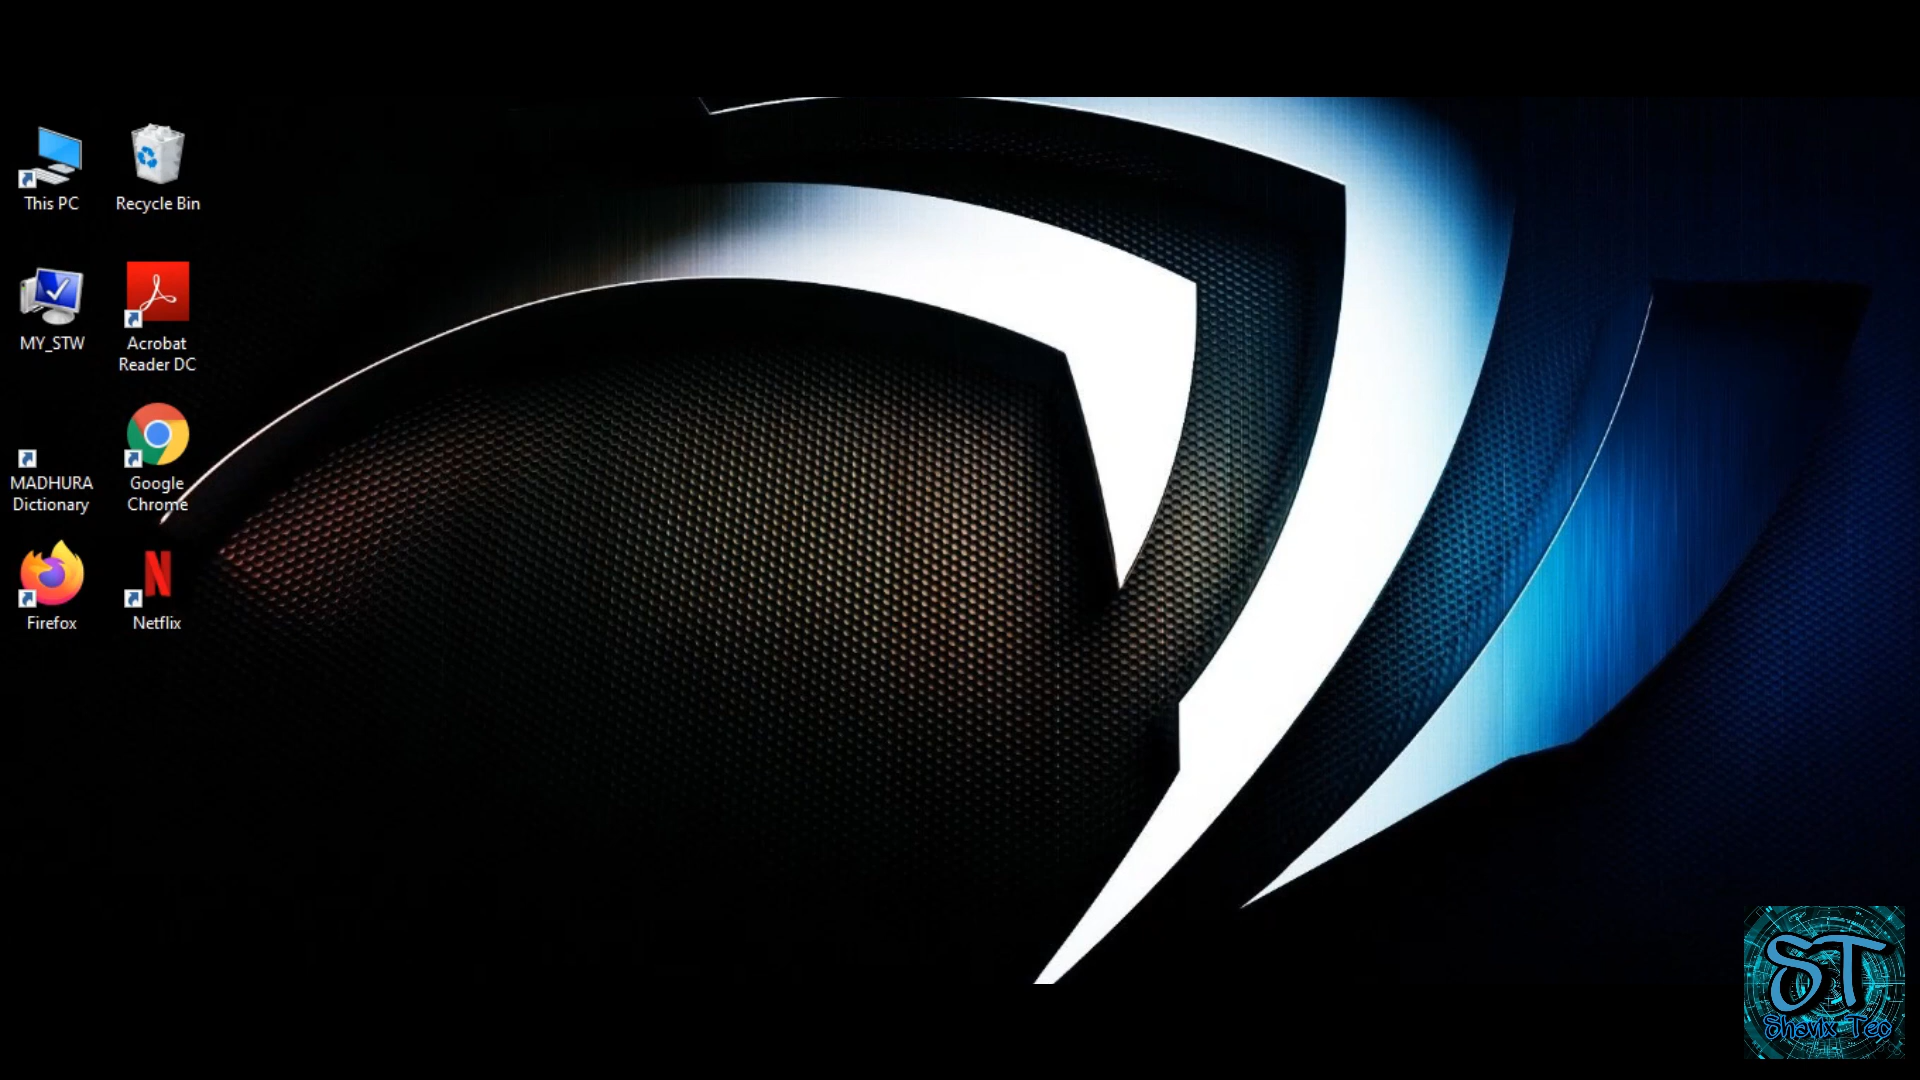 This PC
Recycle Bin
MY_STW
Acrobat
Reader DC
MADHURA
Dictionary
Google
Chrome
Firefox
Netflix
ST
Shavix Tec